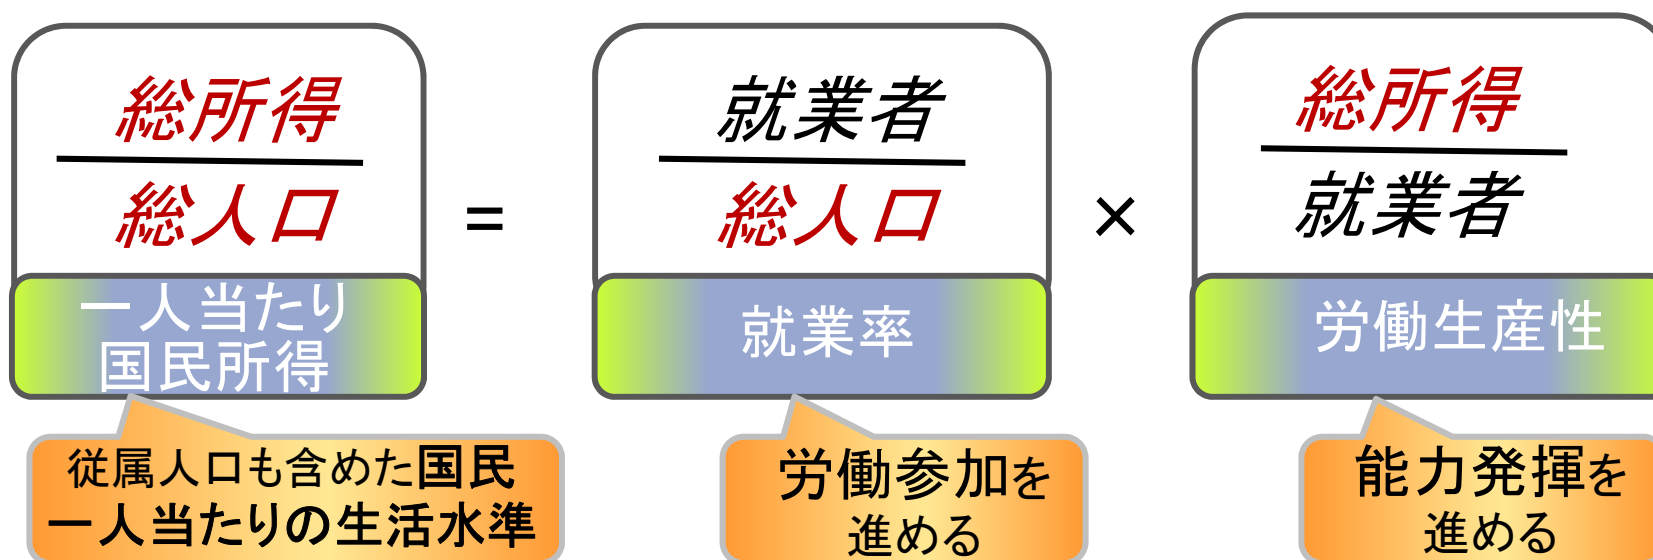 総所得
総人口
一人当たり
国民所得
=
就業者
総人口
就業率
×
総所得
就業者
労働生産性
従属人口も含めた国民
一人当たりの生活水準
労働参加を
進める
能力発揮を
進める